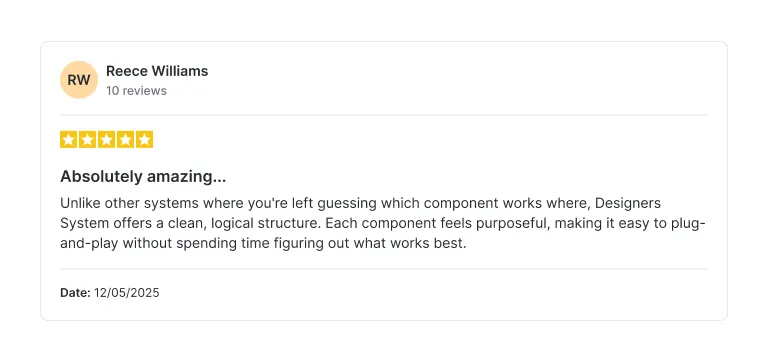 RW
Reece Williams
10 reviews
Absolutely amazing...
Unlike other systems where you're left guessing which component works where, Designers
System offers a clean, logical structure. Each component feels purposeful, making it easy to plug-
and-play without spending time figuring out what works best.
Date: 12/05/2025